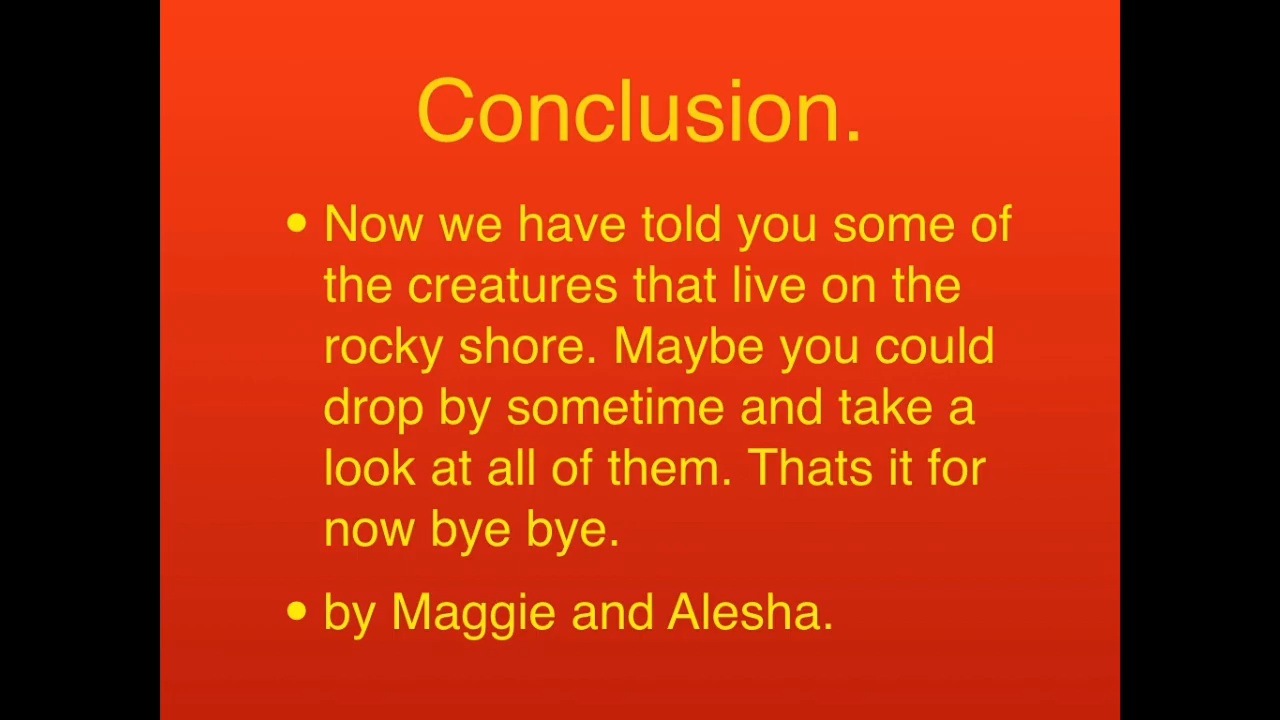 Conclusion.
• Now we have told you some of
the creatures that live on the
rocky shore. Maybe you could
drop by sometime and take a
look at all of them. Thats it for
now bye bye.
• by Maggie and Alesha.